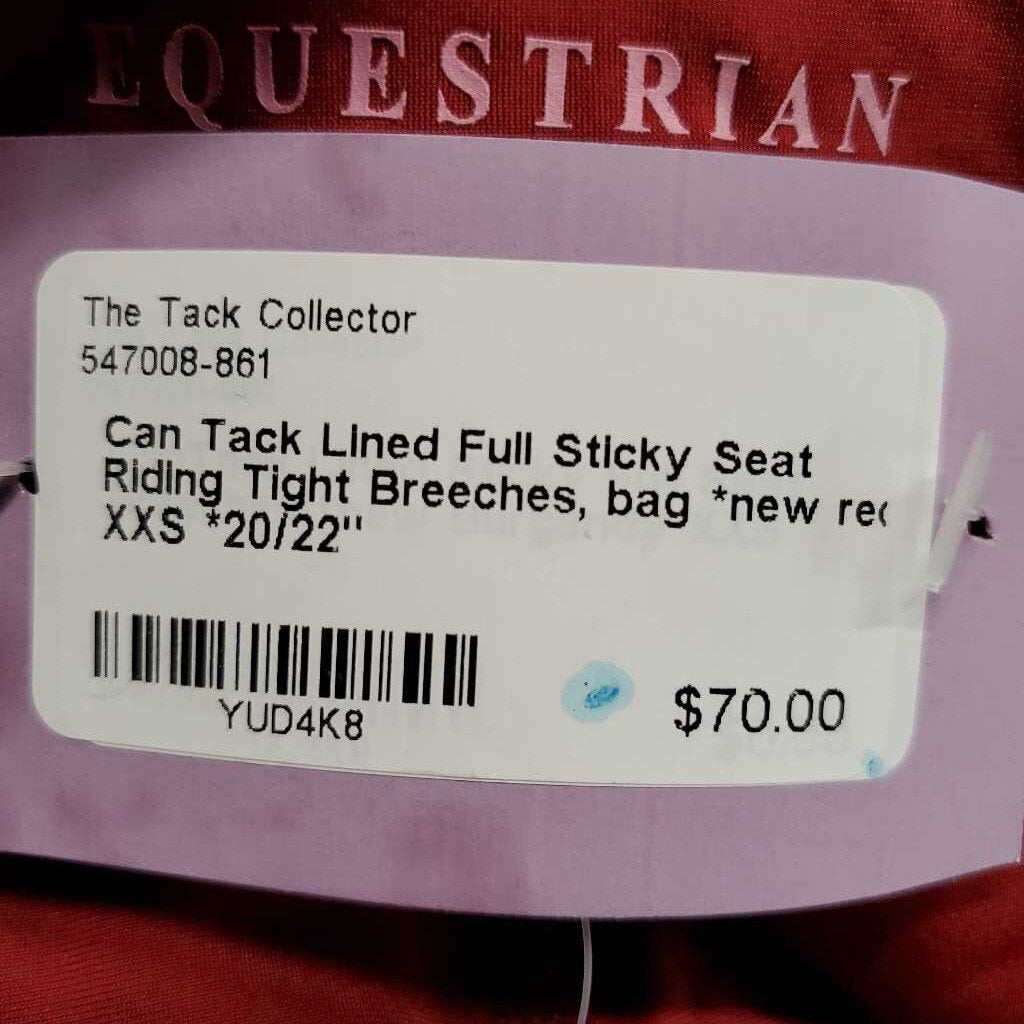 EQUESTRIAN
The Tack Collector
547008-861
Can Tack Lined Full Sticky Seat
Riding Tight Breeches, bag *new
XXS *20/22"
YUD4K8
$70.00